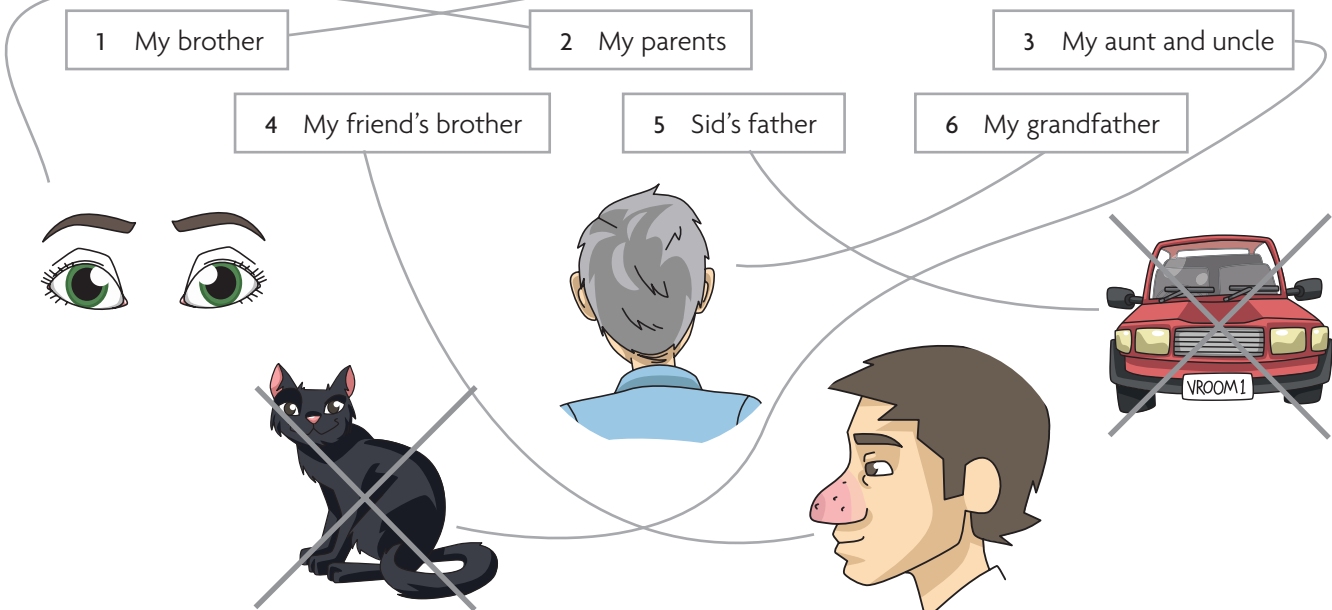 1 My brother
2 My parents
3 My aunt and uncle
4 My friend's brother
5 Sid's father
6 My grandfather
VROOM1